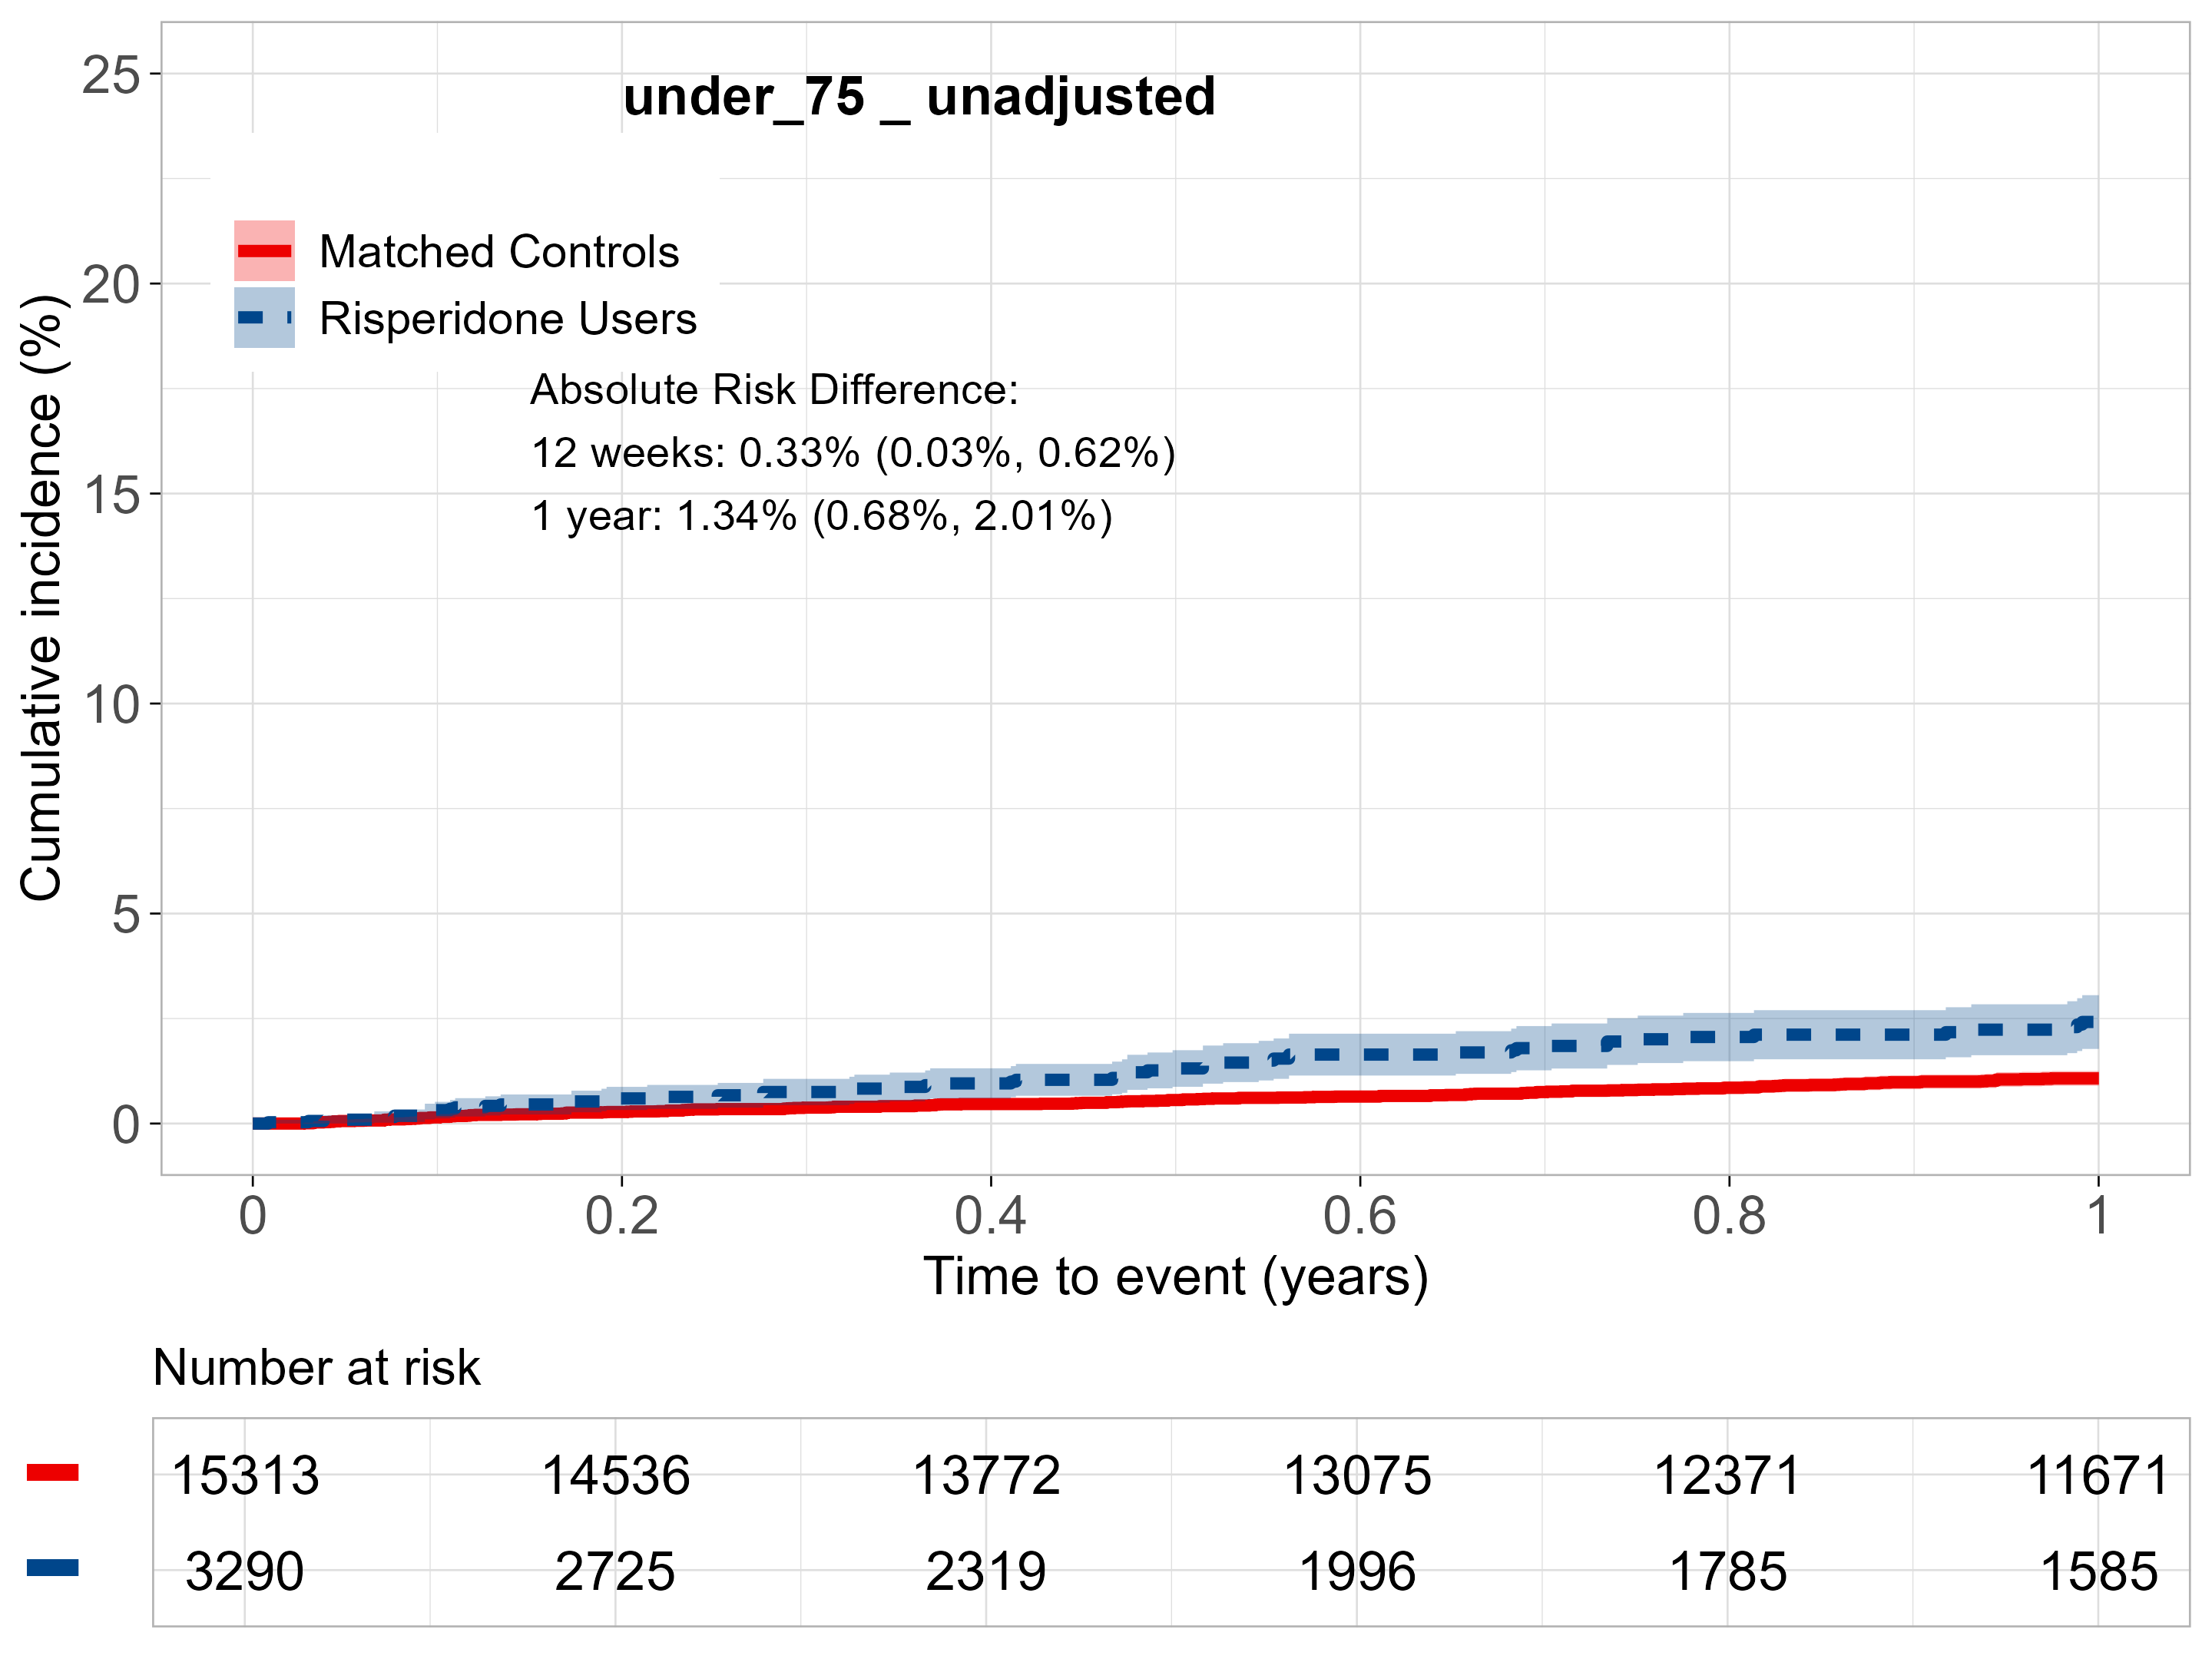 under_75 _ unadjusted
Matched Controls
Risperidone Users
Absolute Risk Difference:
12 weeks: 0.33% (0.03%, 0.62%)
1 year: 1.34% (0.68%, 2.01%)
Cumulative incidence (%)
25
20
15
10
5
0
0 0.2 0.4 0.6 0.8 1
Time to event (years)
Number at risk
15313 14536 13772 13075 12371 11671
3290 2725 2319 1996 1785 1585